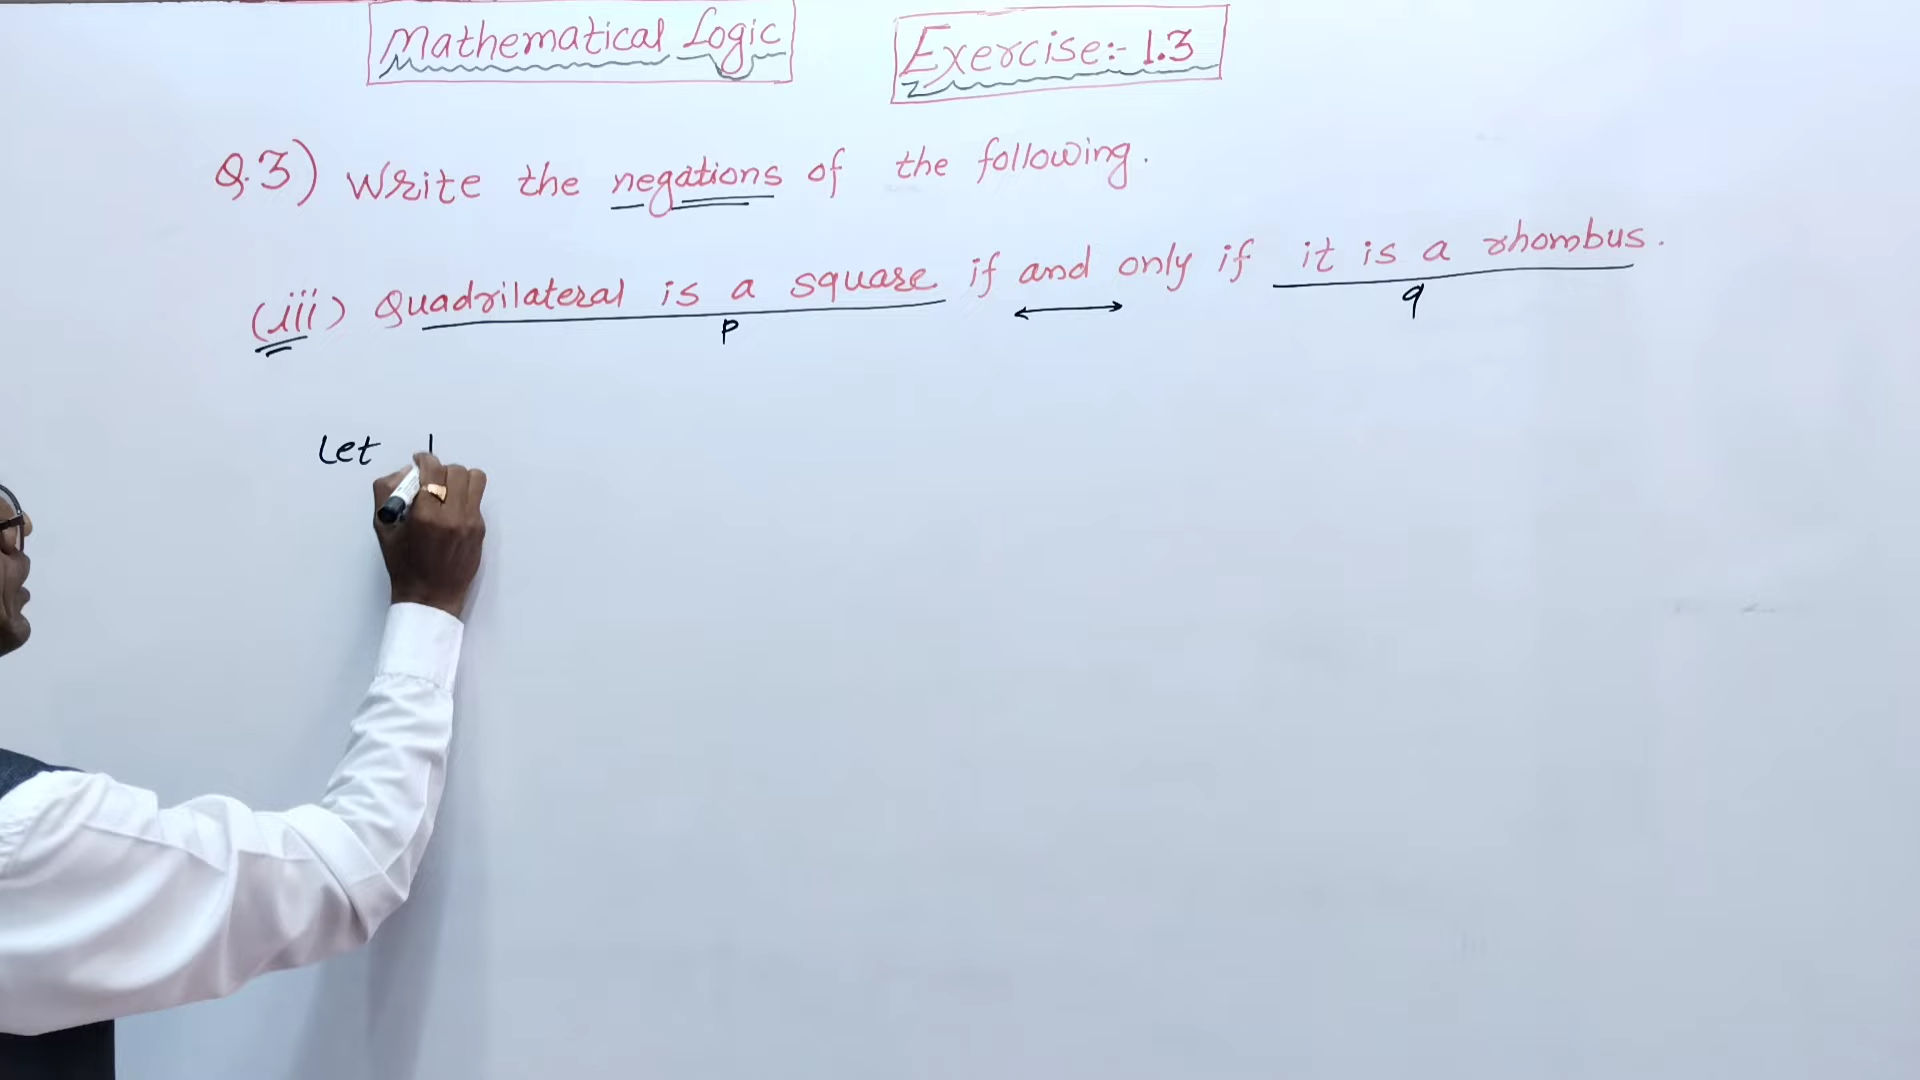 Mathematical Logic
Exercise:- 1.3
Q.3) Write the negations of the following.
(iii) Quadrilateral is a square if and only if it is a rhombus.
p ↔ q
Let